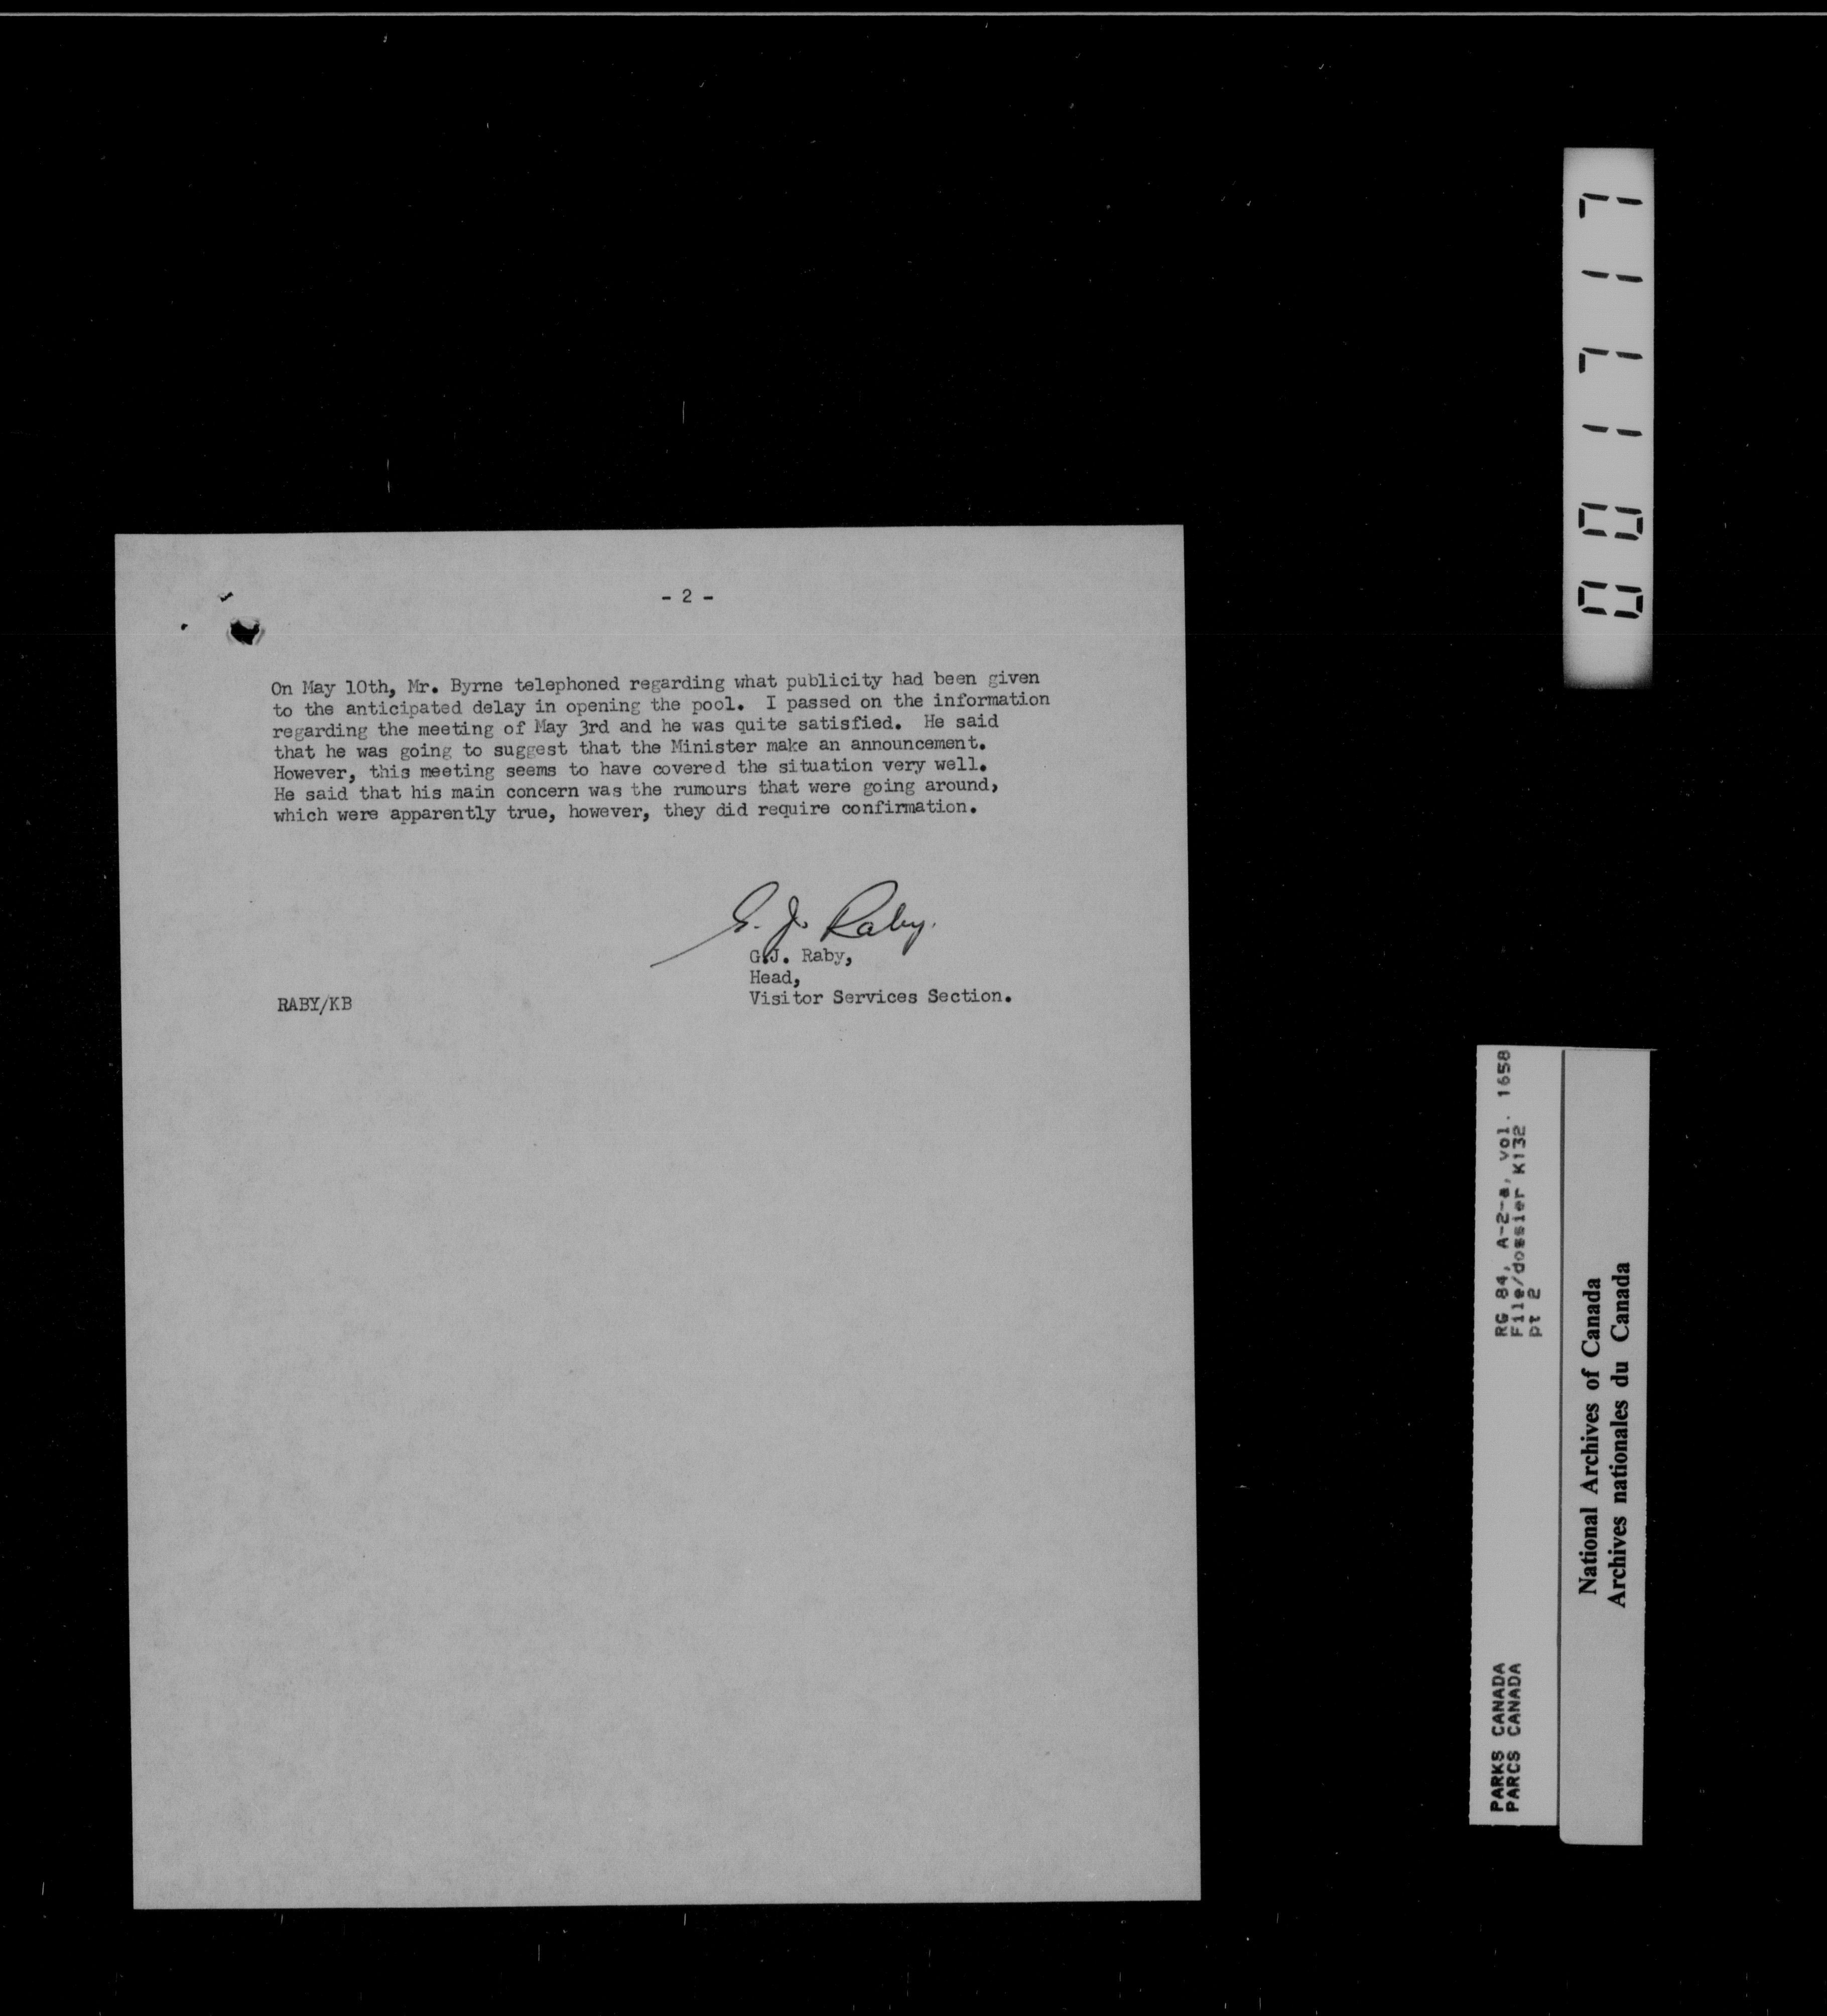 - 2 -
On May 10th, Mr. Byrne telephoned regarding what publicity had been given
to the anticipated delay in opening the pool.  I passed on the information
regarding the meeting of May 3rd and he was quite satisfied.  He said
that he was going to suggest that the Minister make an announcement.
However, this meeting seems to have covered the situation very well.
He said that his main concern was the rumours that were going around,
which were apparently true, however, they did require confirmation.
G. J. Raby.
G.J. Raby,
Head,
Visitor Services Section.
RABY/KB
001717
RG 84, A-2-a, vol. 1658
File/dossier K132
pt 2
PARKS CANADA
PARCS CANADA
National Archives of Canada
Archives nationales du Canada